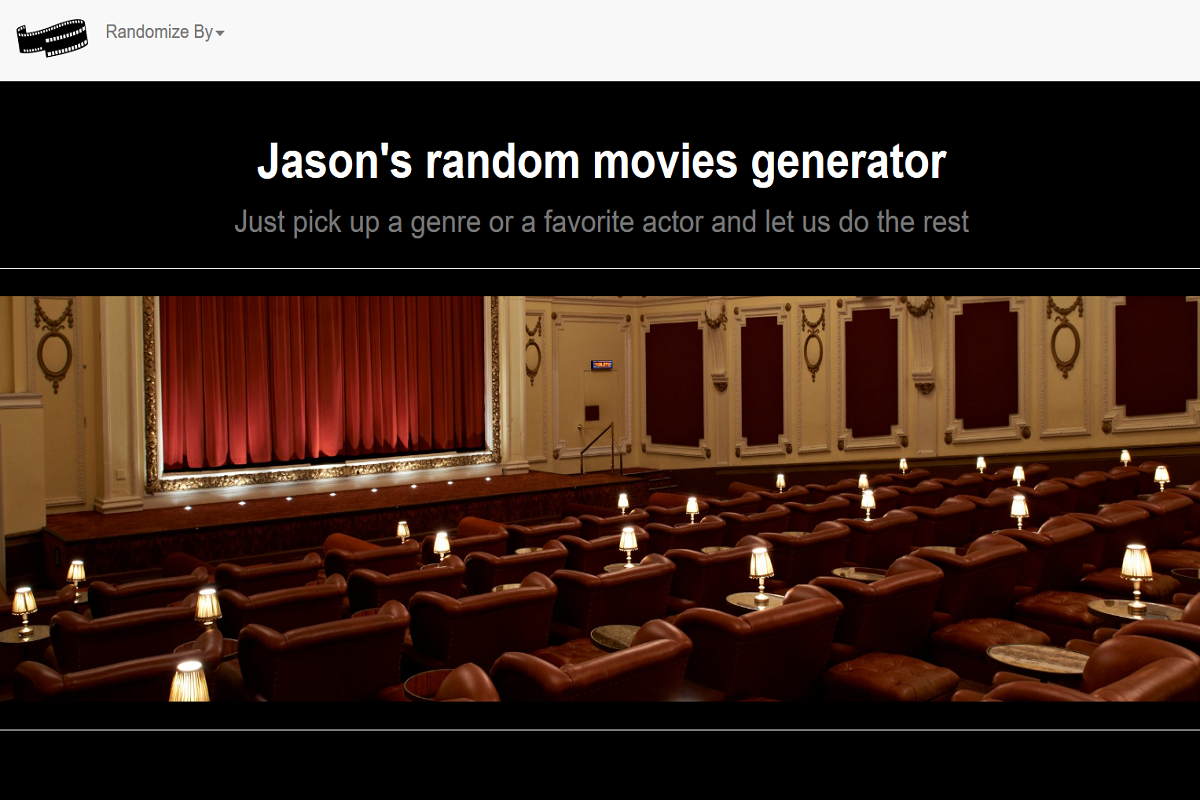 Randomize By
Jason's random movies generator
Just pick up a genre or a favorite actor and let us do the rest